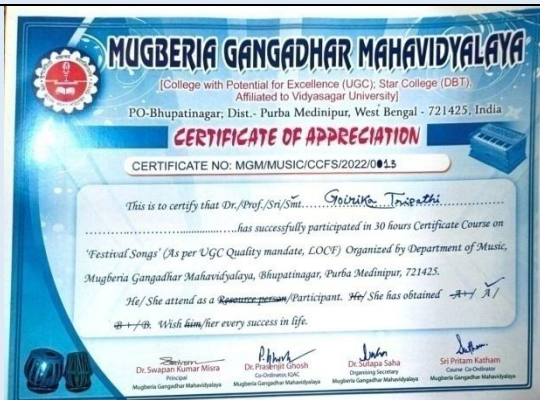 MUGBERIA GANGADHAR MAHAVIDYALAYA
[College with Potential for Excellence (UGC); Star College (DBT),
Affiliated to Vidyasagar University]
PO-Bhupatinagar; Dist.- Purba Medinipur, West Bengal - 721425, India
CERTIFICATE OF APPRECIATION
CERTIFICATE NO: MGM/MUSIC/CCFS/2022/0013
This is to certify that Dr./Prof./Sri/Smt. Goirika Tripathi
has successfully participated in 30 hours Certificate Course on
'Festival Songs' (As per UGC Quality mandate, LOCF) Organized by Department of Music,
Mugberia Gangadhar Mahavidyalaya, Bhupatinagar, Purba Medinipur, 721425.
He/ She attend as a Resource person/Participant. He/ She has obtained A+/ A/
B+/B. Wish him/her every success in life.
Dr. Swapan Kumar Misra
Principal
Mugberia Gangadhar Mahavidyalaya
P. Ghosh
Dr. Prasenjit Ghosh
Co-Ordinator, IQAC
Mugberia Gangadhar Mahavidyalaya
Dr. Sutapa Saha
Organising Secretary
Mugberia Gangadhar Mahavidyalaya
Sri Pritam Katham
Course Co-Ordinator
Mugberia Gangadhar Mahavidyalaya